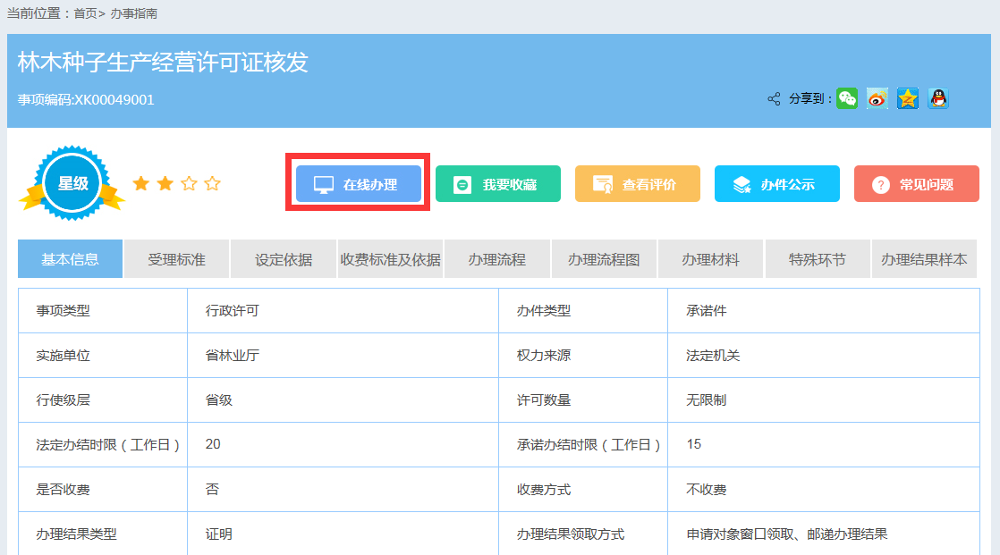 当前位置：首页> 办事指南
林木种子生产经营许可证核发
事项编码:XK00049001
分享到：
星级
在线办理
我要收藏
查看评价
办件公示
常见问题
基本信息 受理标准 设定依据 收费标准及依据 办理流程 办理流程图 办理材料 特殊环节 办理结果样本
事项类型 行政许可 办件类型 承诺件
实施单位 省林业厅 权力来源 法定机关
行使级层 省级 许可数量 无限制
法定办结时限（工作日） 20 承诺办结时限（工作日） 15
是否收费 否 收费方式 不收费
办理结果类型 证明 办理结果领取方式 申请对象窗口领取、邮递办理结果